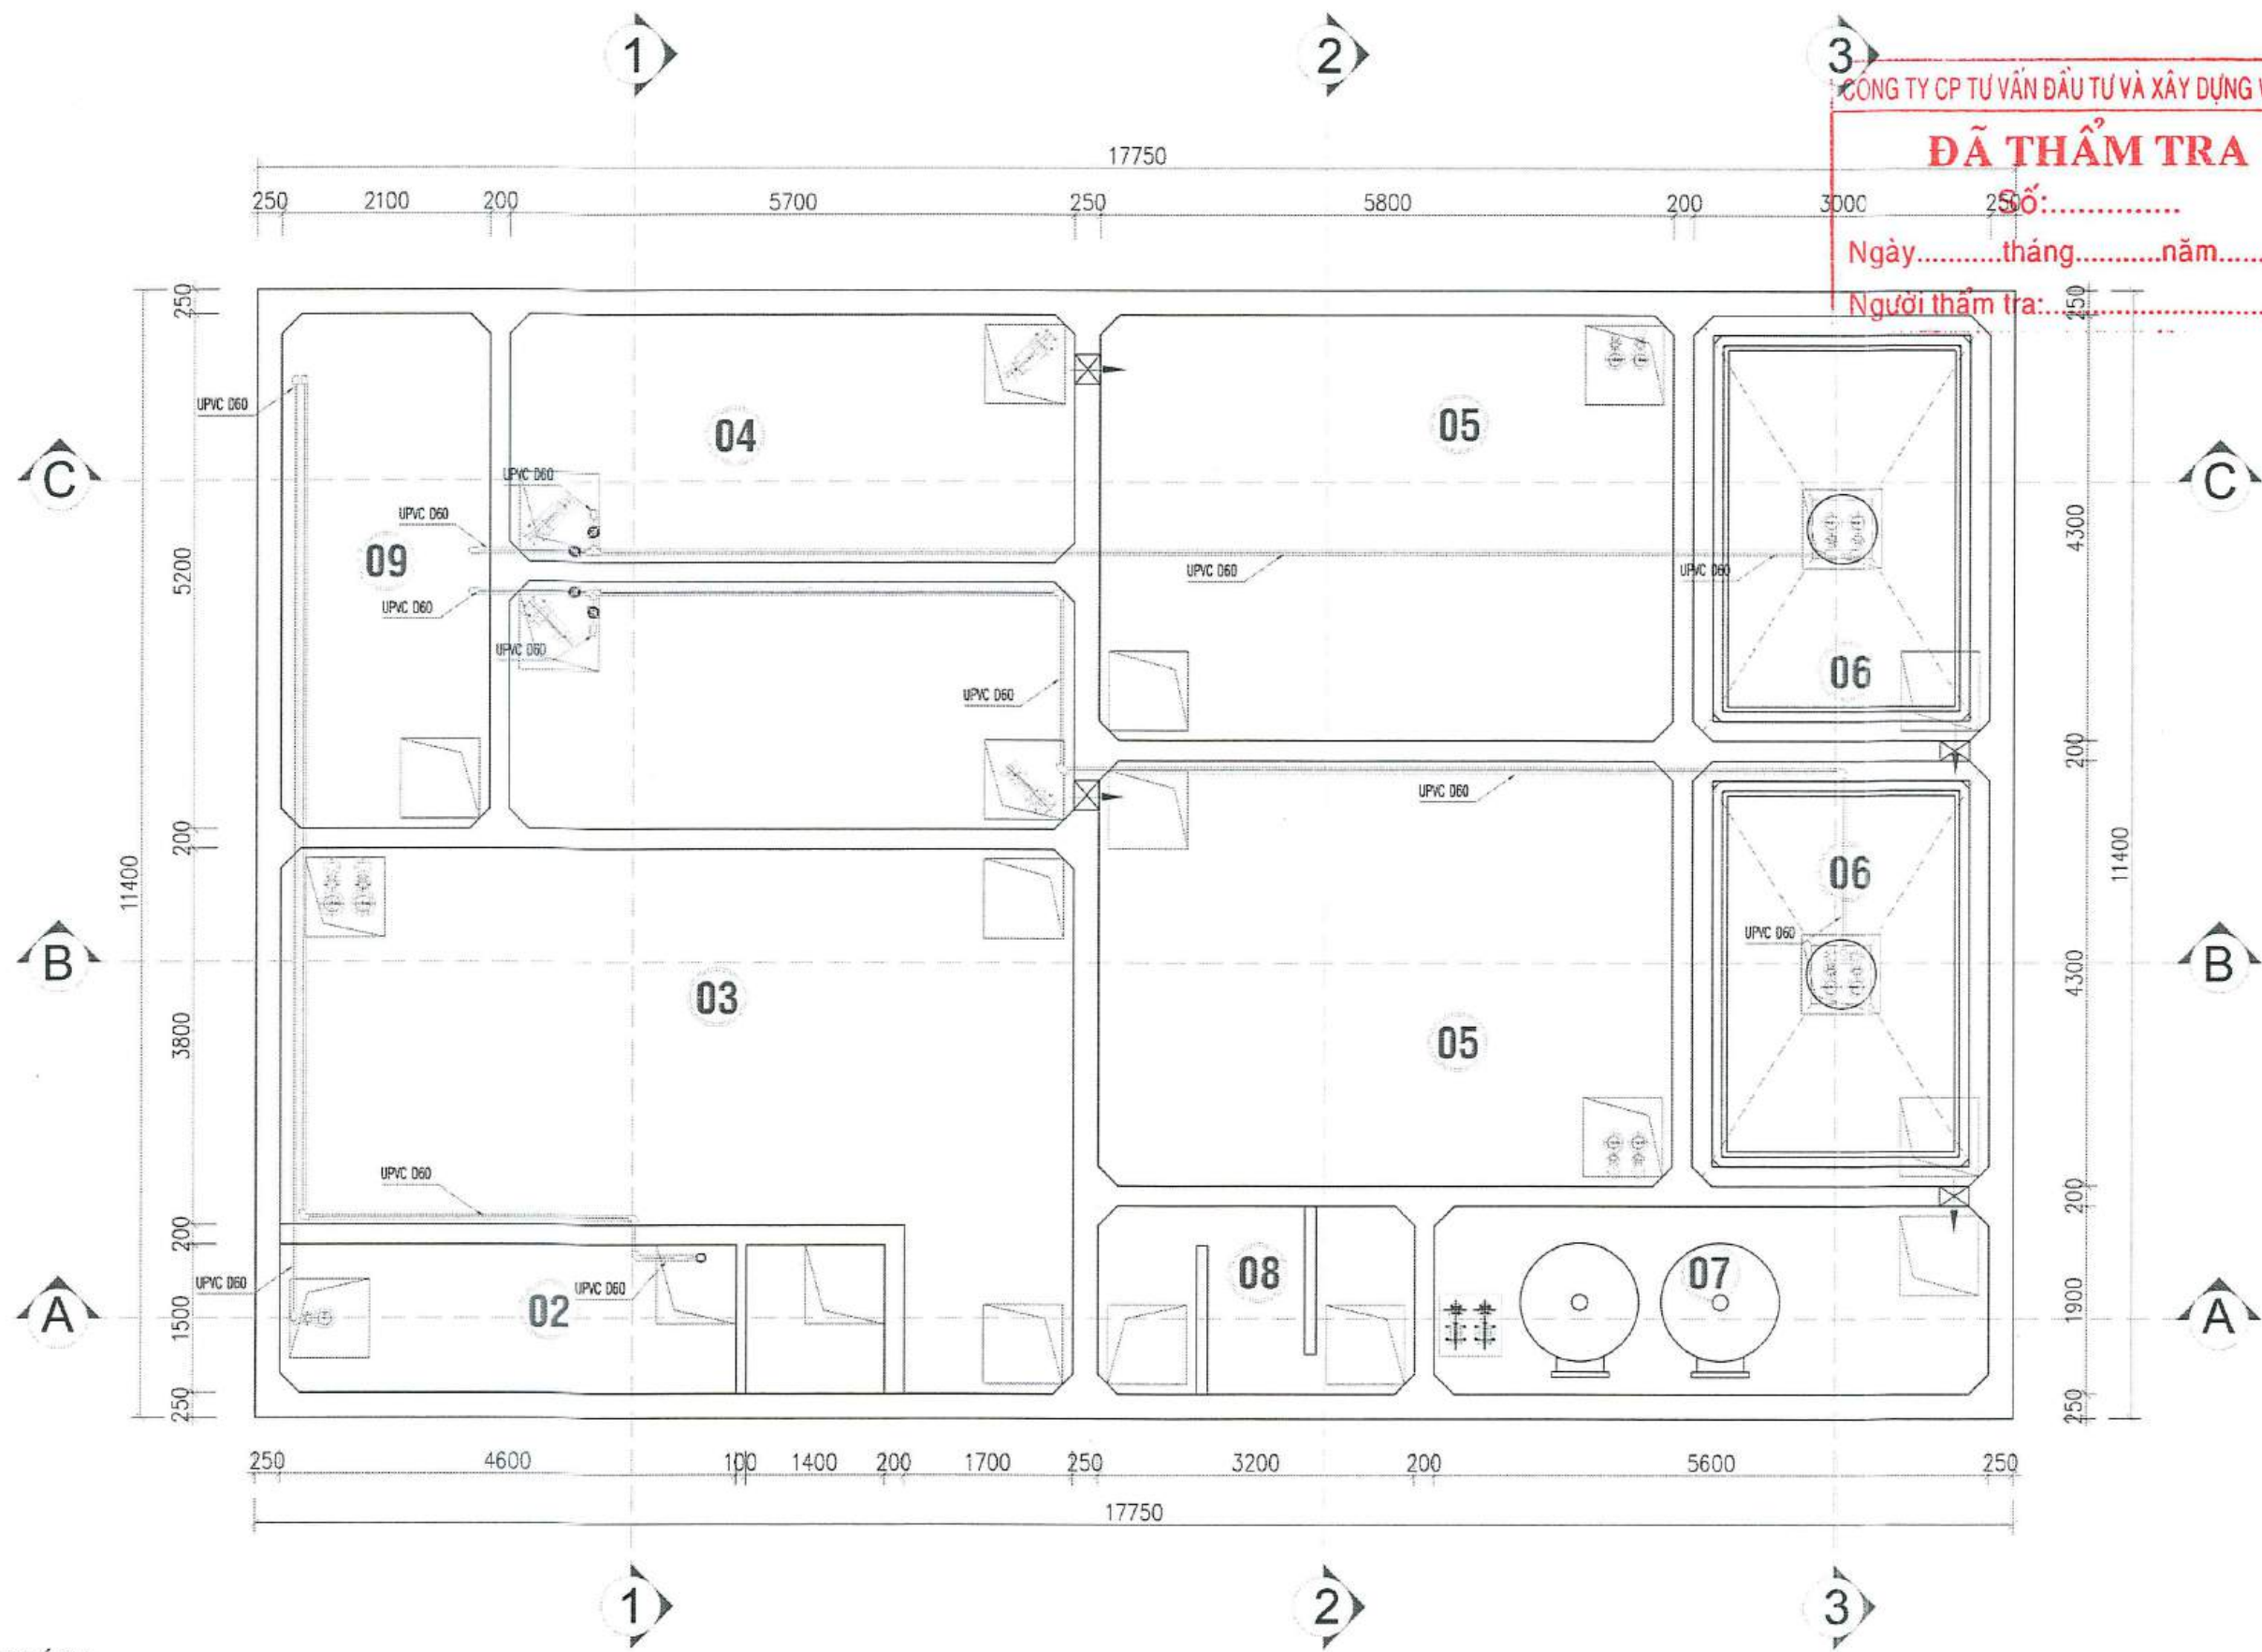 1 2 3
CÔNG TY CP TƯ VẤN ĐẦU TƯ VÀ XÂY DỰNG
ĐÃ THẨM TRA
Số:..............
Ngày...........tháng...........năm......
Người thẩm tra:..............................
17750
250 2100 200 5700 250 5800 200 3000 250
250
250
UPVC D60
04
05
C
C
UPVC D60
UPVC D60
4300
09
5200
UPVC D60
UPVC D60
UPVC D60
UPVC D60
06
UPVC D60
200
UPVC D60
200
11400
11400
06
UPVC D60
B
B
03
4300
3800
05
UPVC D60
200
200
UPVC D60
UPVC D60
08
07
02
A
A
1500
1900
250
250
250 4600 100 1400 200 1700 250 3200 200 5600 250
17750
1 2 3